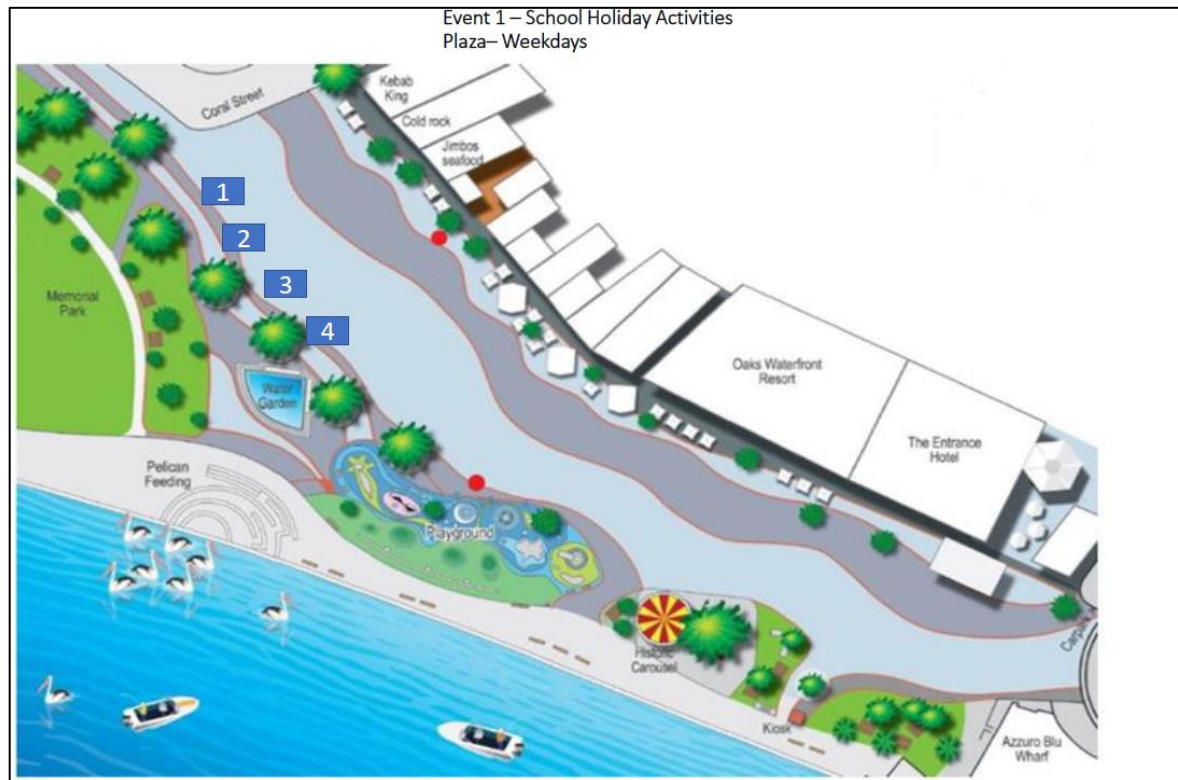 Event 1 – School Holiday Activities
Plaza– Weekdays
Kebab
King
Coral Street
Cold rock
Jimbos
seafood
1
2
3
4
Memorial
Park
Oaks Waterfront
Resort
Water
Garden
The Entrance
Hotel
Pelican
Feeding
Playground
Historic
Carousel
Carpark
Kiosk
Azzuro Blu
Wharf